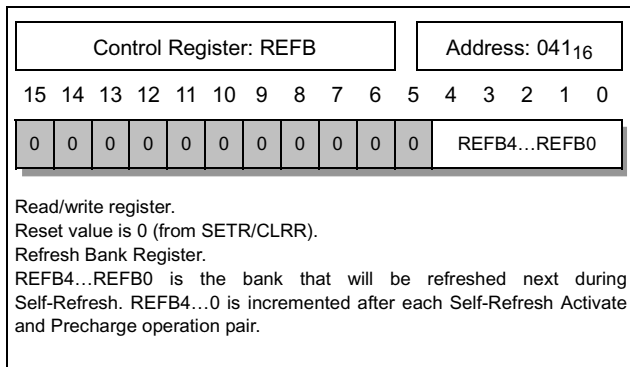 Control Register: REFB Address: 041₁₆
15 14 13 12 11 10 9 8 7 6 5 4 3 2 1 0
0 0 0 0 0 0 0 0 0 0 0 REFB4...REFB0
Read/write register.
Reset value is 0 (from SETR/CLRR).
Refresh Bank Register.
REFB4...REFB0 is the bank that will be refreshed next during
Self-Refresh. REFB4...0 is incremented after each Self-Refresh Activate
and Precharge operation pair.